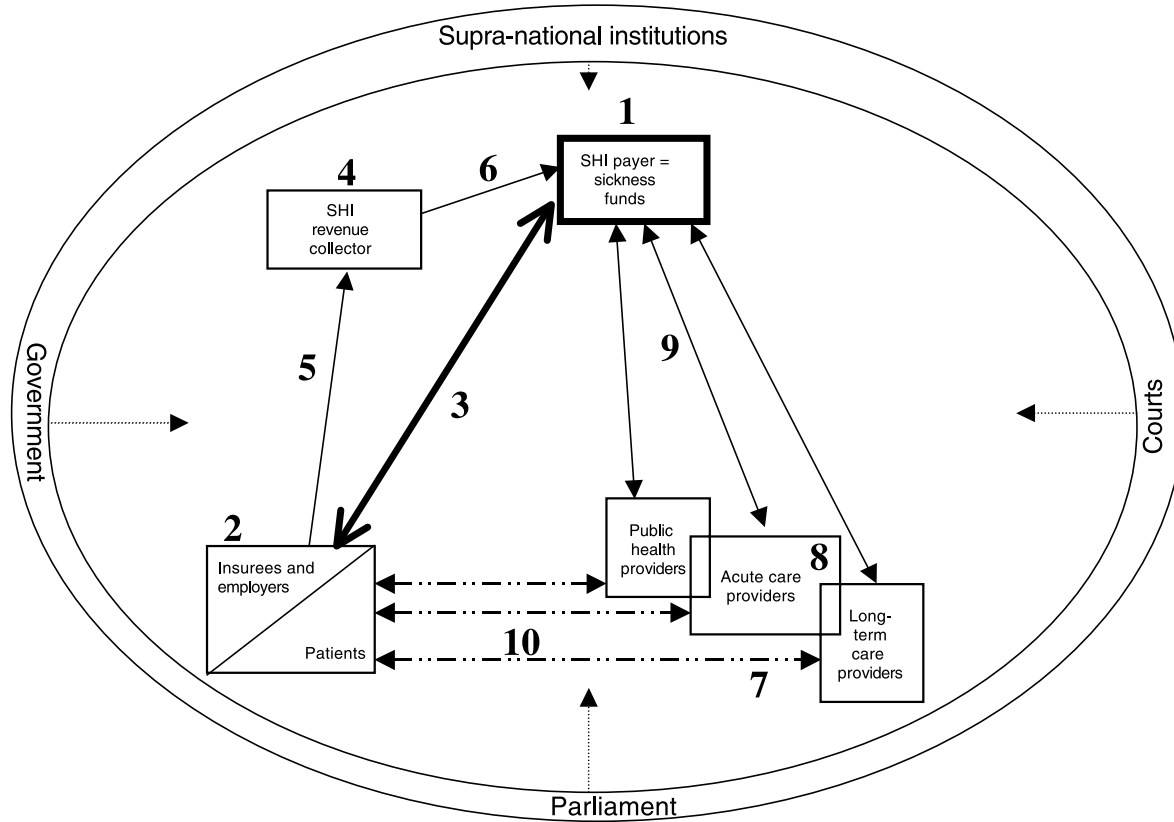 Supra-national institutions
1
SHI payer =
sickness
funds
4
SHI
revenue
collector
6
5
3
9
Government
Courts
2
Insurees and
employers
Patients
Public
health
providers
8
Acute care
providers
Long-
term
care
providers
10
7
Parliament